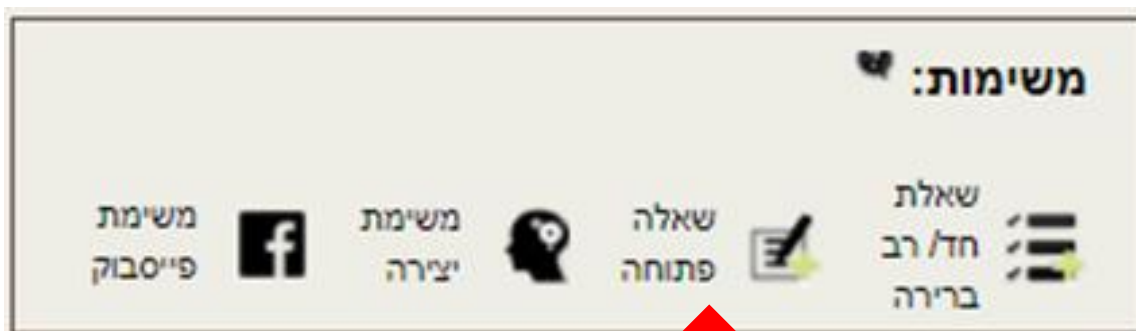 משימות:
שאלת
חד/ רב
ברירה
שאלה
פתוחה
משימת
יצירה
משימת
פייסבוק